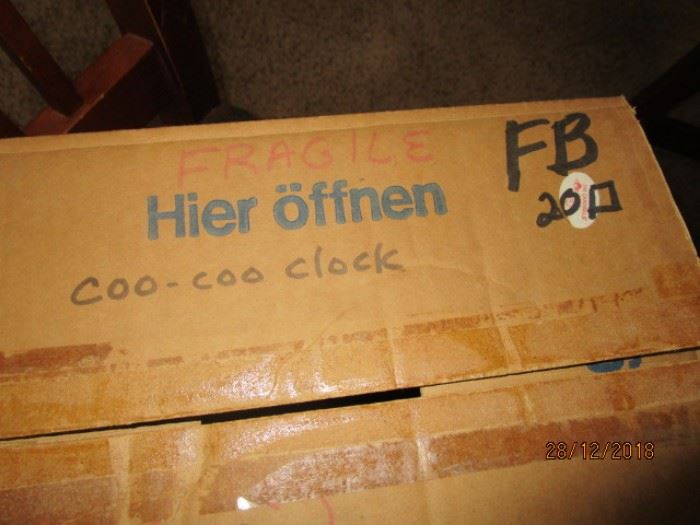 FRAGILE
FB
Hier öffnen
20
coo-coo clock
28/12/2018